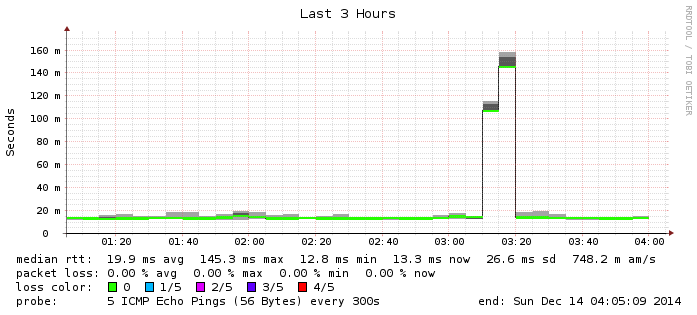 Last 3 Hours
RRDTOOL / TOBI OETIKER
Seconds
160 m
140 m
120 m
100 m
80 m
60 m
40 m
20 m
0
01:20 01:40 02:00 02:20 02:40 03:00 03:20 03:40 04:00
median rtt: 19.9 ms avg 145.3 ms max 12.8 ms min 13.3 ms now 26.6 ms sd 748.2 m am/s
packet loss: 0.00 % avg 0.00 % max 0.00 % min 0.00 % now
loss color: 0 1/5 2/5 3/5 4/5
probe: 5 ICMP Echo Pings (56 Bytes) every 300s end: Sun Dec 14 04:05:09 2014